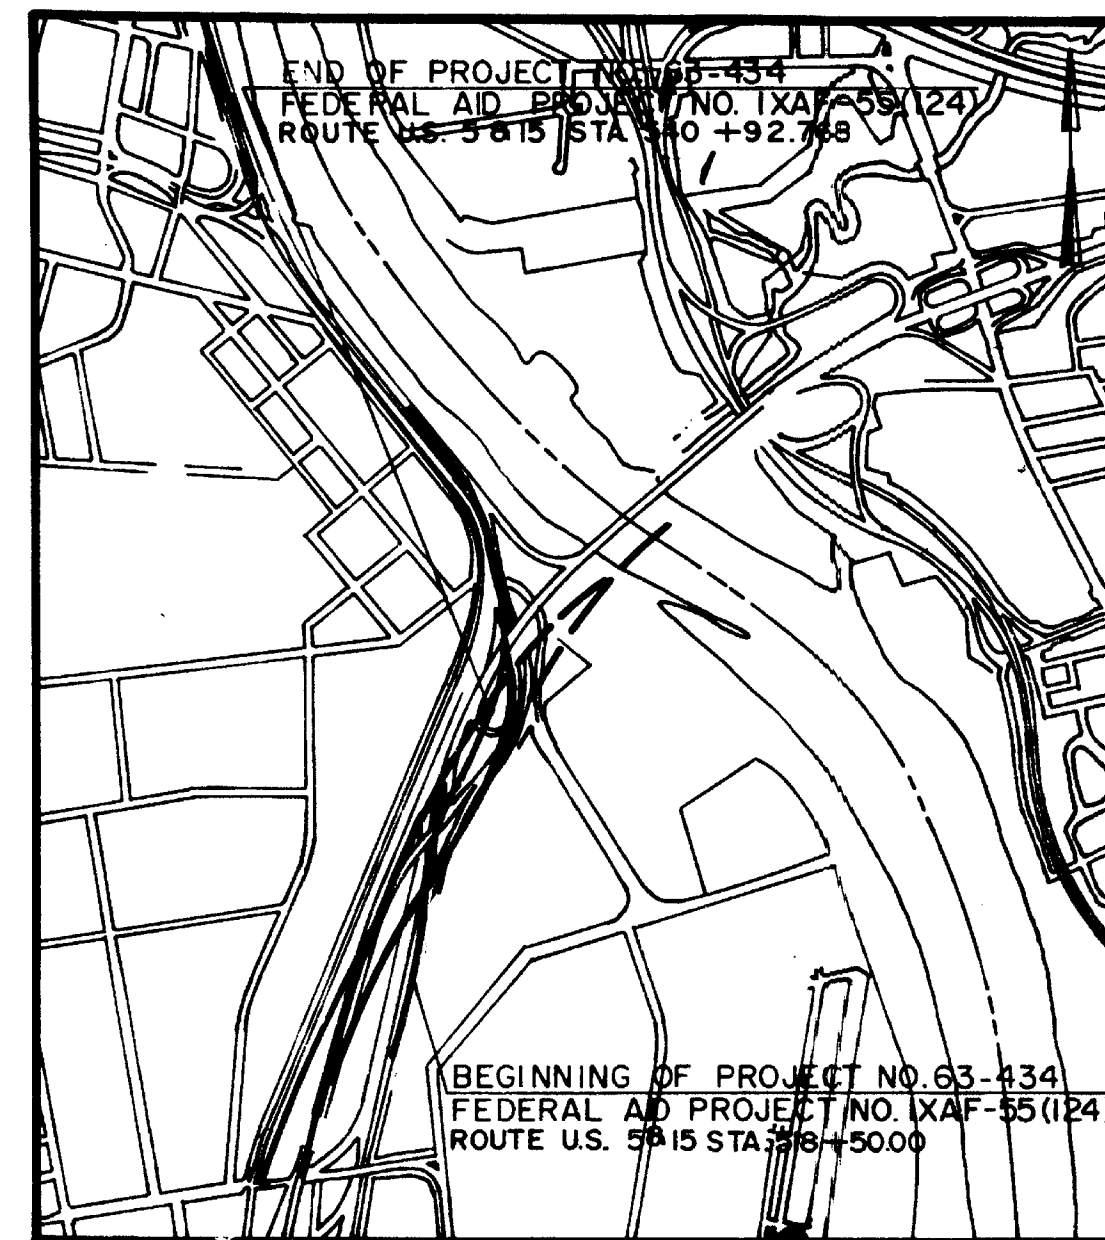 END OF PROJECT NO. 63-434
FEDERAL AID PROJECT NO. IXAF-55(124)
ROUTE U.S. 5 & 15 STA. 540 +92.768
BEGINNING OF PROJECT NO. 63-434
FEDERAL AID PROJECT NO. IXAF-55(124
ROUTE U.S. 5 & 15 STA. 518+50.00